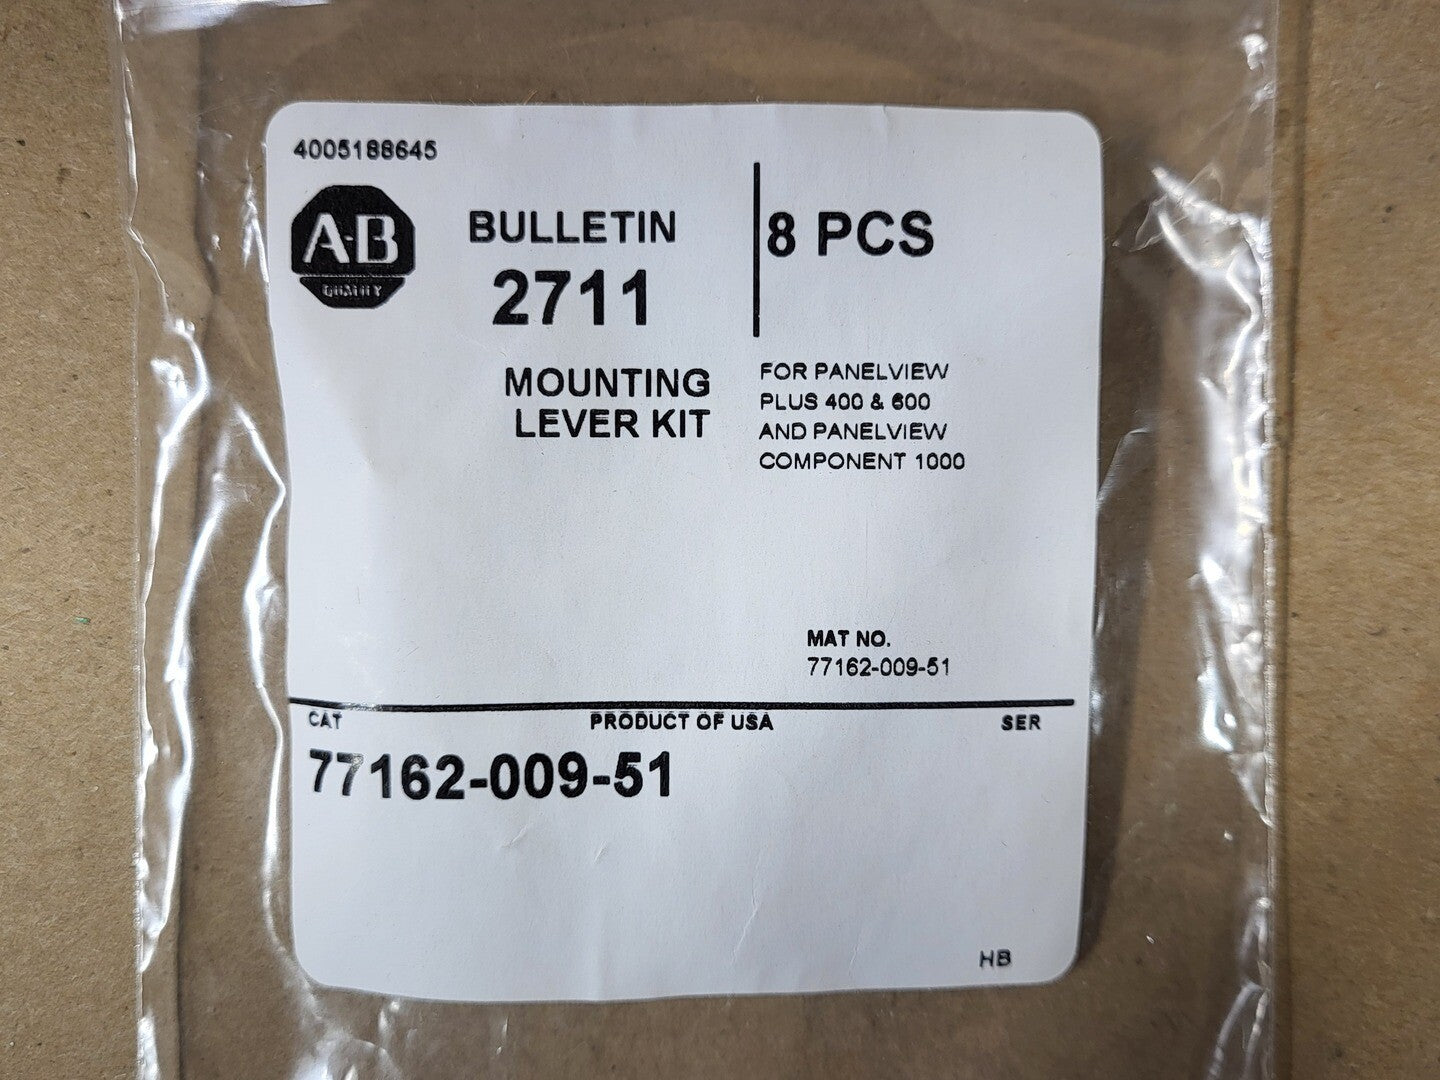 4005188645
A-B
QUALITY
BULLETIN
2711
8 PCS
MOUNTING
LEVER KIT
FOR PANELVIEW
PLUS 400 & 600
AND PANELVIEW
COMPONENT 1000
MAT NO.
77162-009-51
CAT
PRODUCT OF USA
SER
77162-009-51
HB